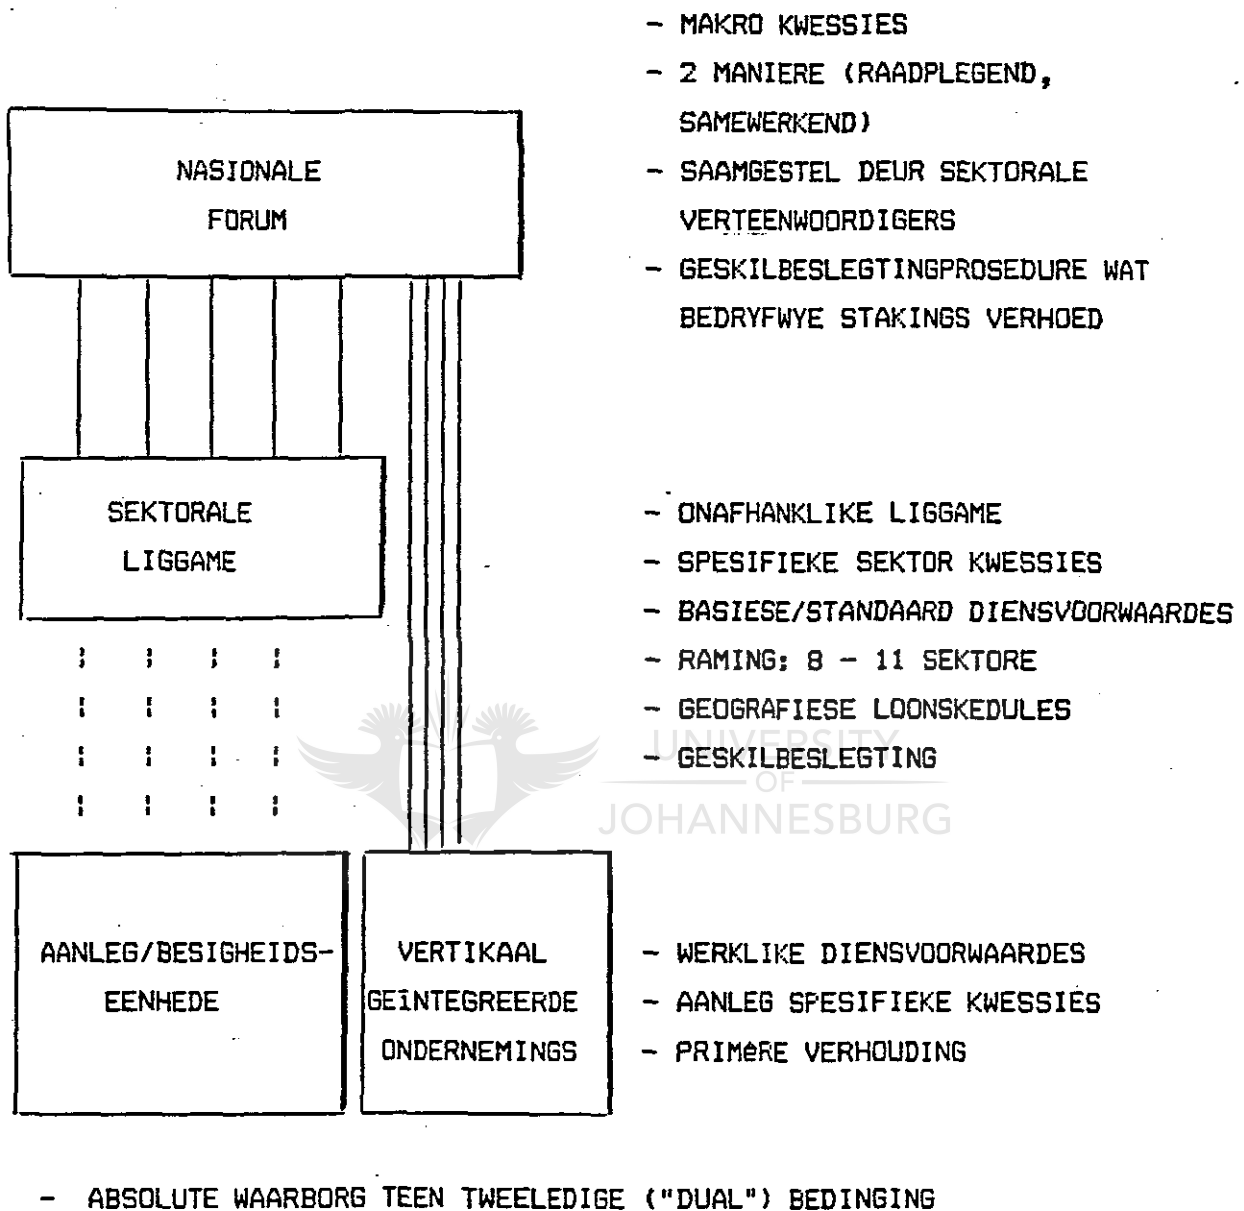 - MAKRO KWESSIES
- 2 MANIERE (RAADPLEGEND,
SAMEWERKEND)
- SAAMGESTEL DEUR SEKTORALE
VERTEENWOORDIGERS
- GESKILBESLEGTINGPROSEDURE WAT
BEDRYFWYE STAKINGS VERHOED
NASIONALE
FORUM
SEKTORALE
LIGGAME
- ONAFHANKLIKE LIGGAME
- SPESIFIEKE SEKTOR KWESSIES
- BASIESE/STANDAARD DIENSVOORWAARDES
- RAMING: 8 - 11 SEKTORE
- GEOGRAFIESE LOONSKEDULES
- GESKILBESLEGTING
UNIVERSITY
OF
JOHANNESBURG
AANLEG/BESIGHEIDS-
EENHEDE
VERTIKAAL
GEÏNTEGREERDE
ONDERNEMINGS
- WERKLIKE DIENSVOORWAARDES
- AANLEG SPESIFIEKE KWESSIES
- PRIMèRE VERHOUDING
- ABSOLUTE WAARBORG TEEN TWEELEDIGE ("DUAL") BEDINGING